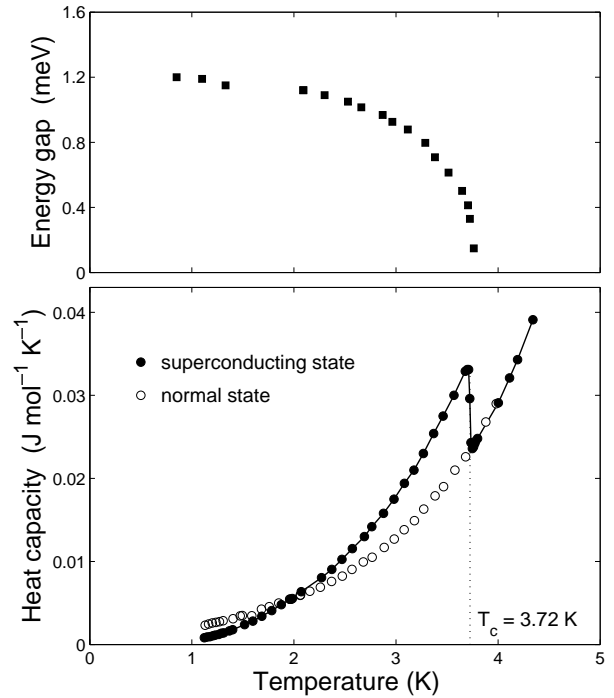 1.6
1.2
0.8
0.4
0
Energy gap (meV)
0.04
0.03
0.02
0.01
0
Heat capacity (J mol⁻¹ K⁻¹)
superconducting state
normal state
T_c = 3.72 K
0 1 2 3 4 5
Temperature (K)